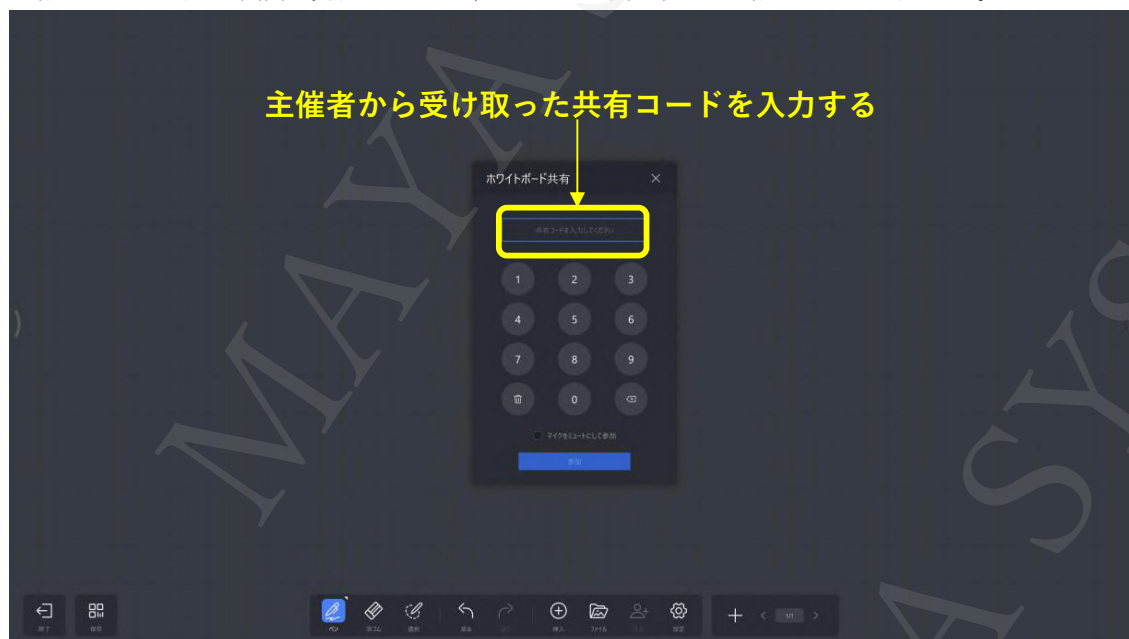 主催者から受け取った共有コードを入力する
ホワイトボード共有
共有コードを入力してください
1 2 3
4 5 6
7 8 9
0
マイクをミュートにして参加
参加
終了 保存 ペン 消しゴム 選択 戻る 挿入 ファイル 設定 1/1
MAYA SYS
A SYS